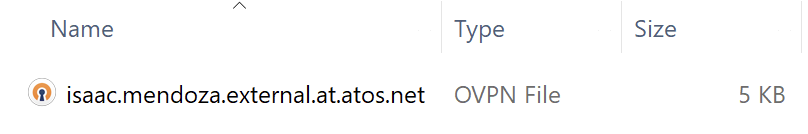 Name Type Size
isaac.mendoza.external.at.atos.net OVPN File 5 KB